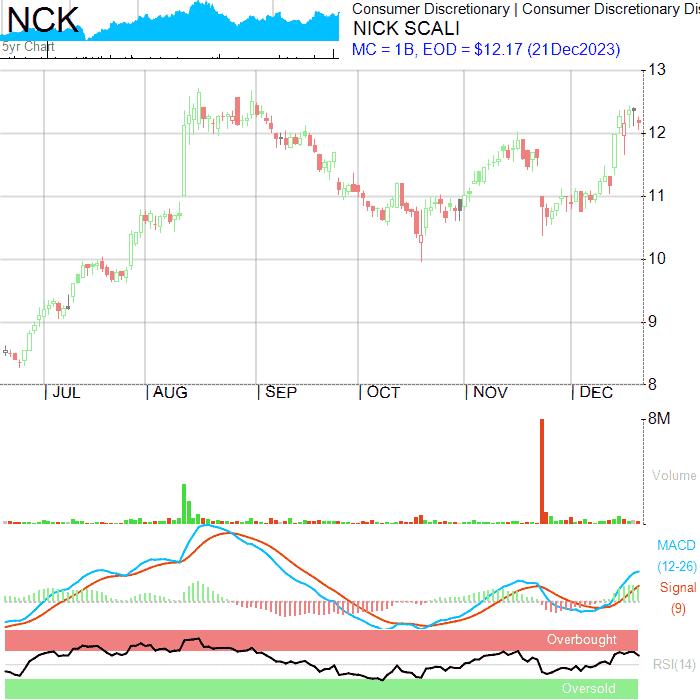 NCK
5yr Chart
Consumer Discretionary | Consumer Discretionary Dis
NICK SCALI
MC = 1B, EOD = $12.17 (21Dec2023)
13
12
11
10
9
8
JUL AUG SEP OCT NOV DEC
8M
Volume
MACD
(12-26)
Signal
(9)
Overbought
RSI(14)
Oversold